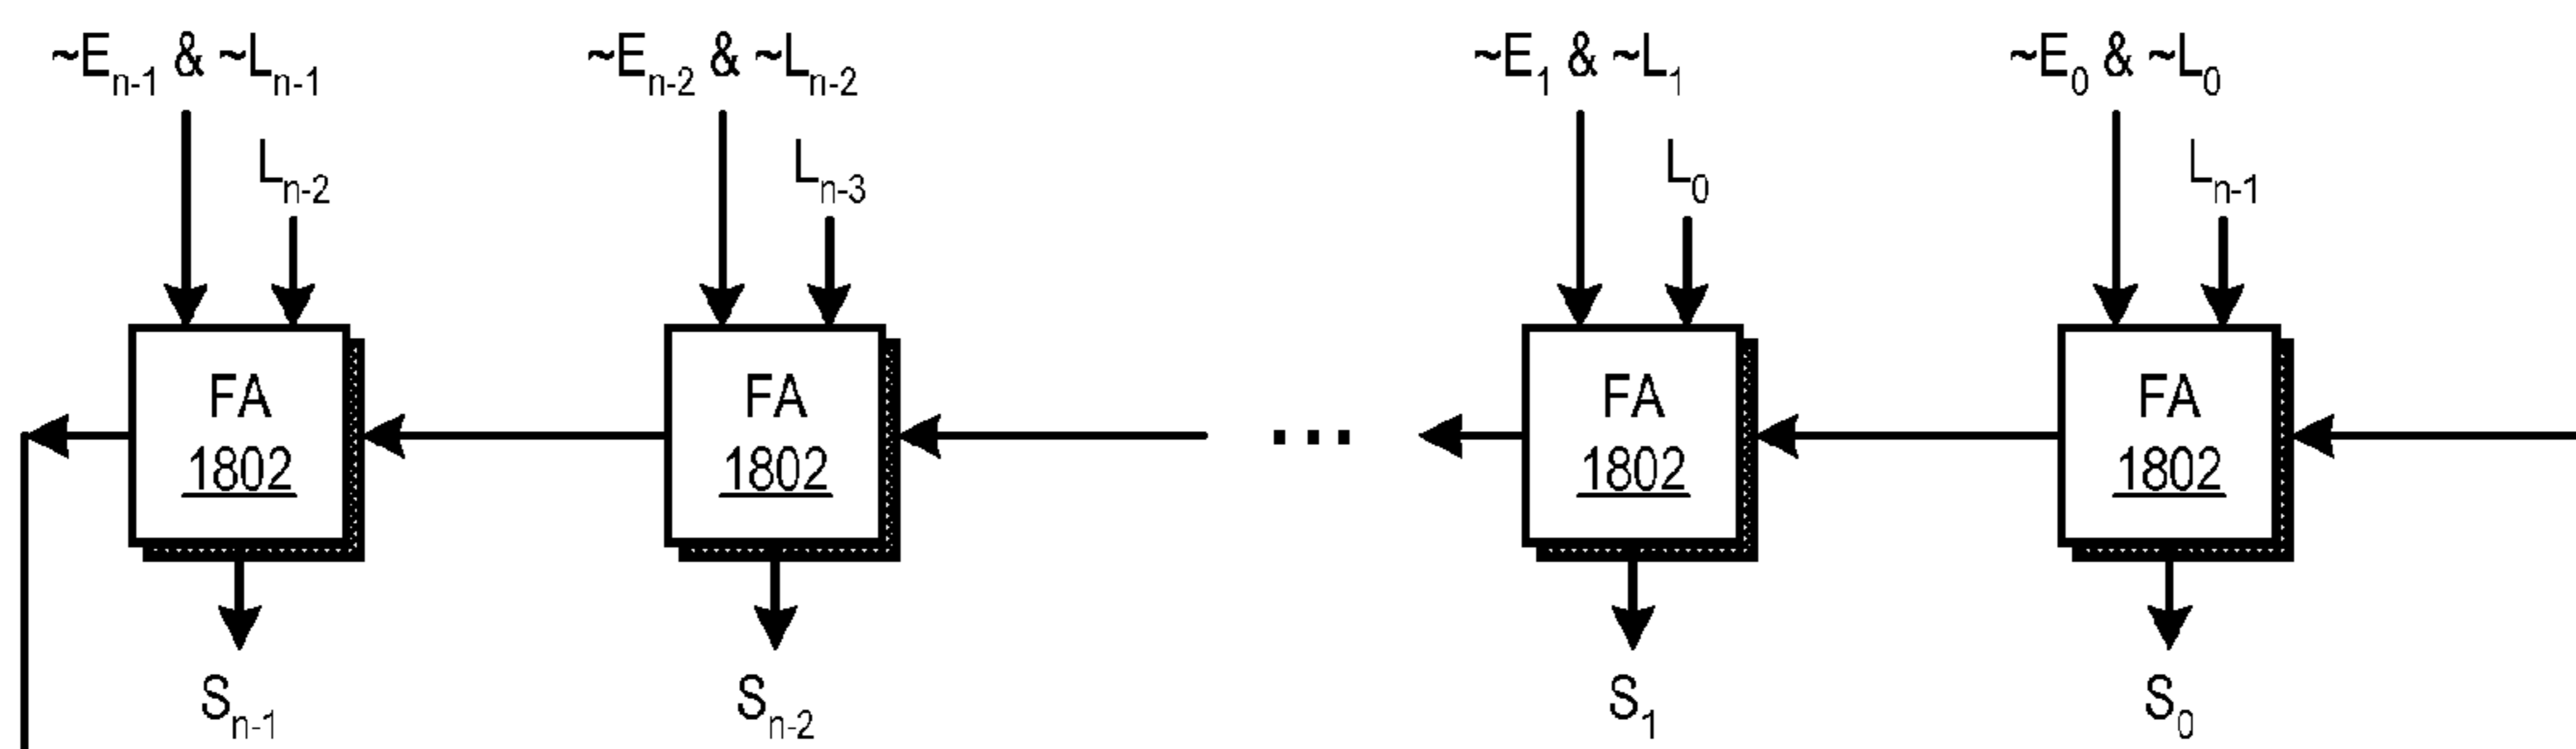 ~Eₙ₋₁ & ~Lₙ₋₁ ~Eₙ₋₂ & ~Lₙ₋₂ ~E₁ & ~L₁ ~E₀ & ~L₀
Lₙ₋₂ Lₙ₋₃ L₀ Lₙ₋₁
FA FA FA FA
1802 1802 ... 1802 1802
Sₙ₋₁ Sₙ₋₂ S₁ S₀